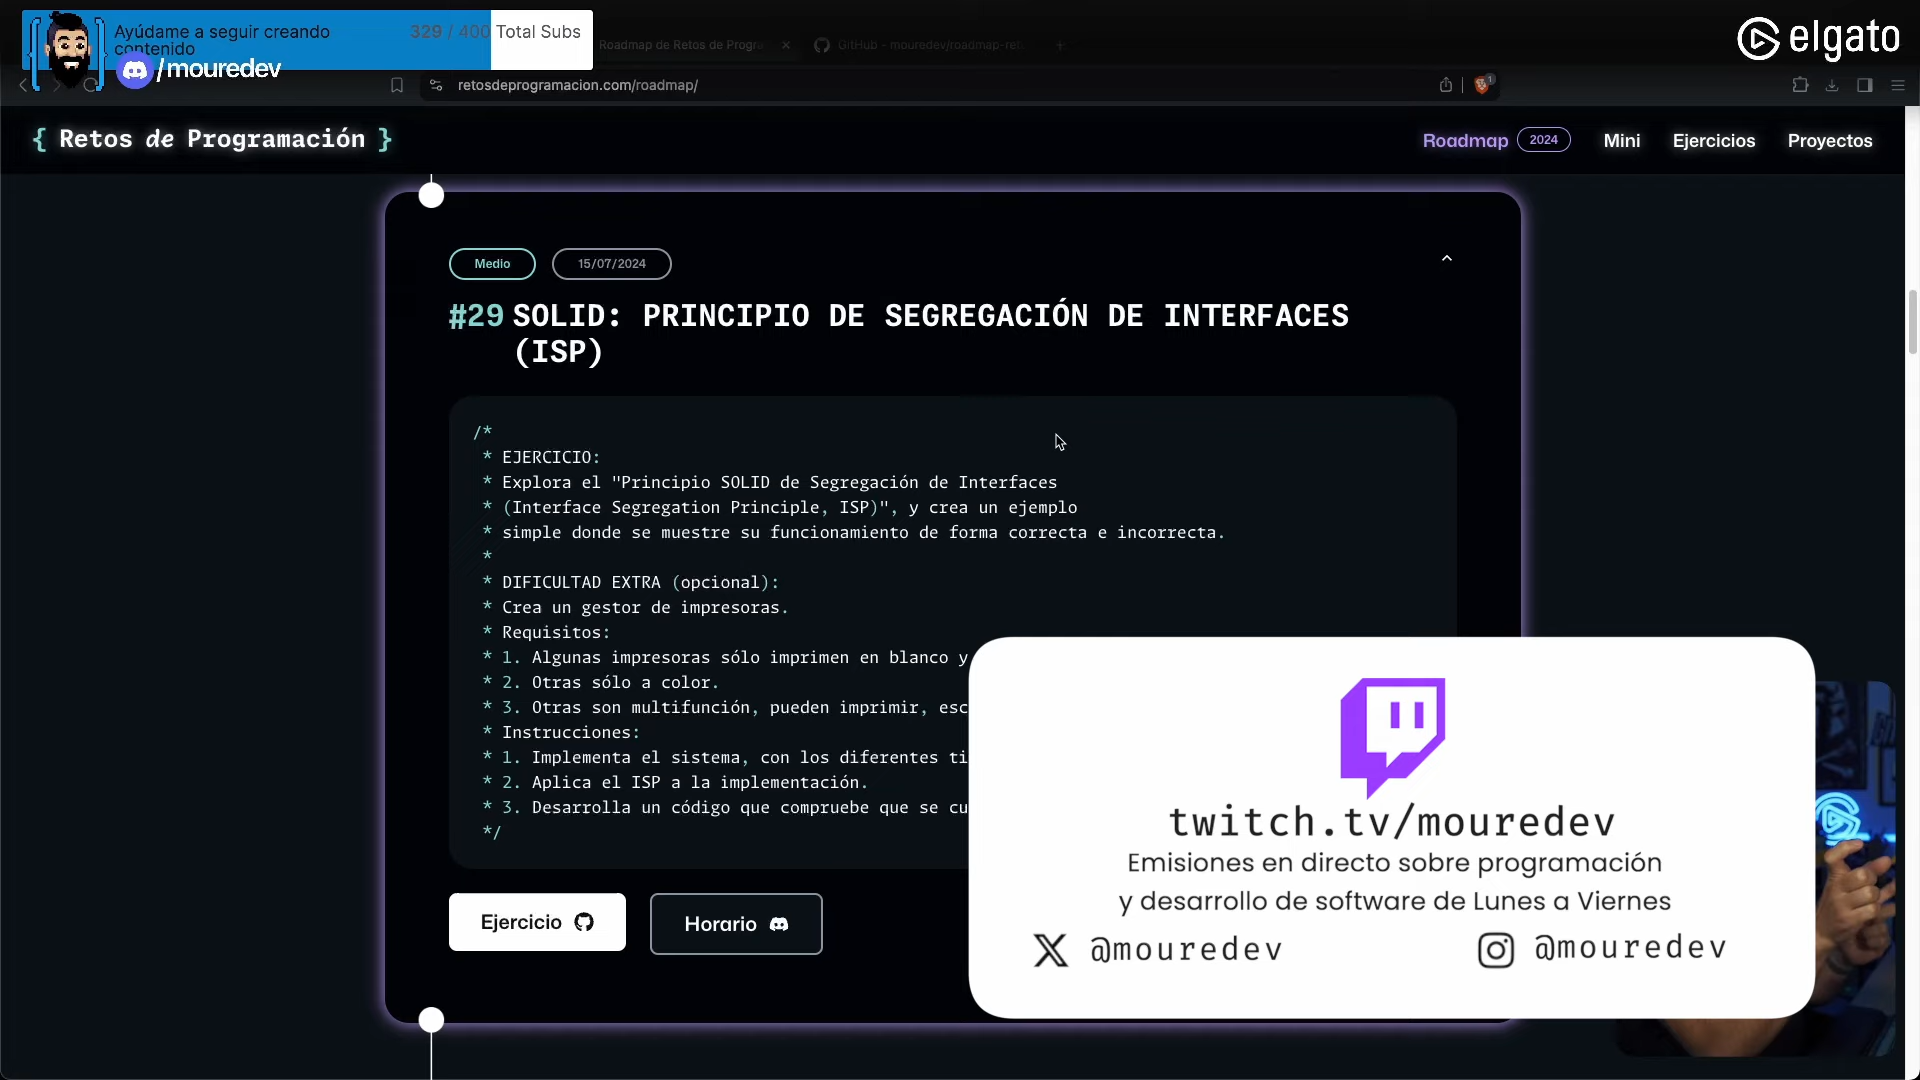 Ayúdame a seguir creando contenido
329 / 400 Total Subs
/mouredev
Roadmap de Retos de Progra
GitHub - mouredev/roadmap-ret
elgato
retosdeprogramacion.com/roadmap/
1
{ Retos de Programación }
Roadmap 2024 Mini Ejercicios Proyectos
Medio 15/07/2024
#29 SOLID: PRINCIPIO DE SEGREGACIÓN DE INTERFACES
(ISP)
/*
* EJERCICIO:
* Explora el "Principio SOLID de Segregación de Interfaces
* (Interface Segregation Principle, ISP)", y crea un ejemplo
* simple donde se muestre su funcionamiento de forma correcta e incorrecta.
*
* DIFICULTAD EXTRA (opcional):
* Crea un gestor de impresoras.
* Requisitos:
* 1. Algunas impresoras sólo imprimen en blanco y
* 2. Otras sólo a color.
* 3. Otras son multifunción, pueden imprimir, esc
* Instrucciones:
* 1. Implementa el sistema, con los diferentes ti
* 2. Aplica el ISP a la implementación.
* 3. Desarrolla un código que compruebe que se cu
*/
Ejercicio
Horario
twitch.tv/mouredev
Emisiones en directo sobre programación
y desarrollo de software de Lunes a Viernes
@mouredev
@mouredev